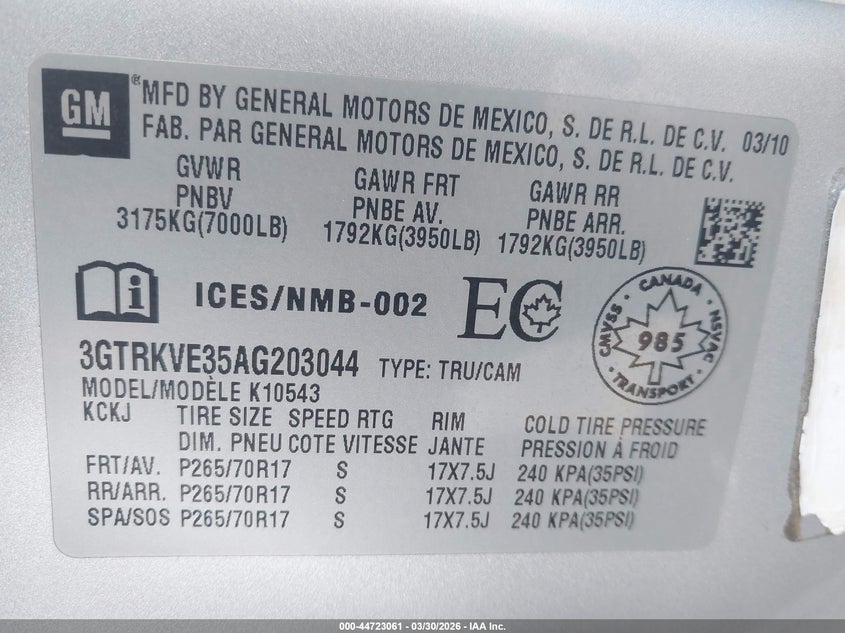 GM
® MFD BY GENERAL MOTORS DE MEXICO, S. DE R.L. DE C.V. 03/10
FAB. PAR GENERAL MOTORS DE MEXICO, S. DE R.L. DE C.V.
GVWR GAWR FRT GAWR RR
PNBV PNBE AV. PNBE ARR.
3175KG(7000LB) 1792KG(3950LB) 1792KG(3950LB)
i ICES/NMB-002 EC
CANADA
CMVSS 985 NSVAC
TRANSPORT
3GTRKVE35AG203044 TYPE: TRU/CAM
MODEL/MODÈLE K10543
KCKJ TIRE SIZE SPEED RTG RIM COLD TIRE PRESSURE
DIM. PNEU COTE VITESSE JANTE PRESSION À FROID
FRT/AV. P265/70R17 S 17X7.5J 240 KPA(35PSI)
RR/ARR. P265/70R17 S 17X7.5J 240 KPA(35PSI)
SPA/SOS P265/70R17 S 17X7.5J 240 KPA(35PSI)
000-44723061 - 03/30/2026 - IAA Inc.